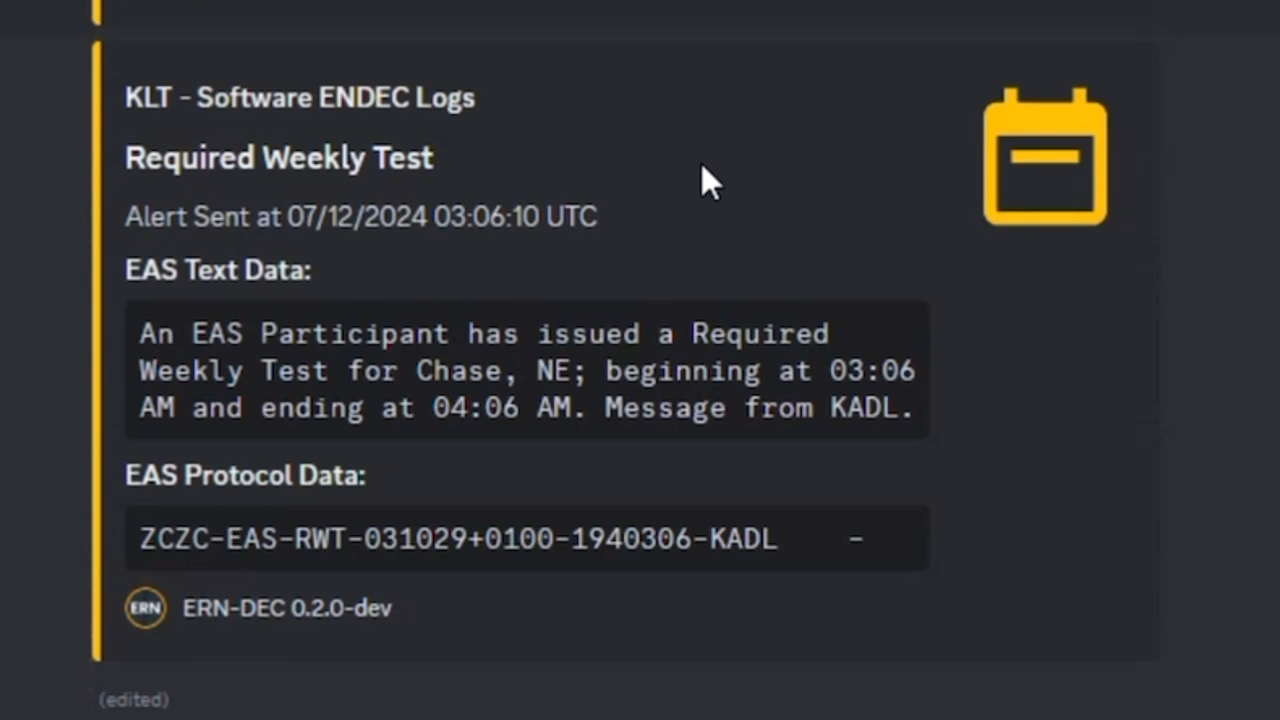 KLT - Software ENDEC Logs
Required Weekly Test
Alert Sent at 07/12/2024 03:06:10 UTC
EAS Text Data:
An EAS Participant has issued a Required
Weekly Test for Chase, NE; beginning at 03:06
AM and ending at 04:06 AM. Message from KADL.
EAS Protocol Data:
ZCZC-EAS-RWT-031029+0100-1940306-KADL    -
ERN ERN-DEC 0.2.0-dev
(edited)